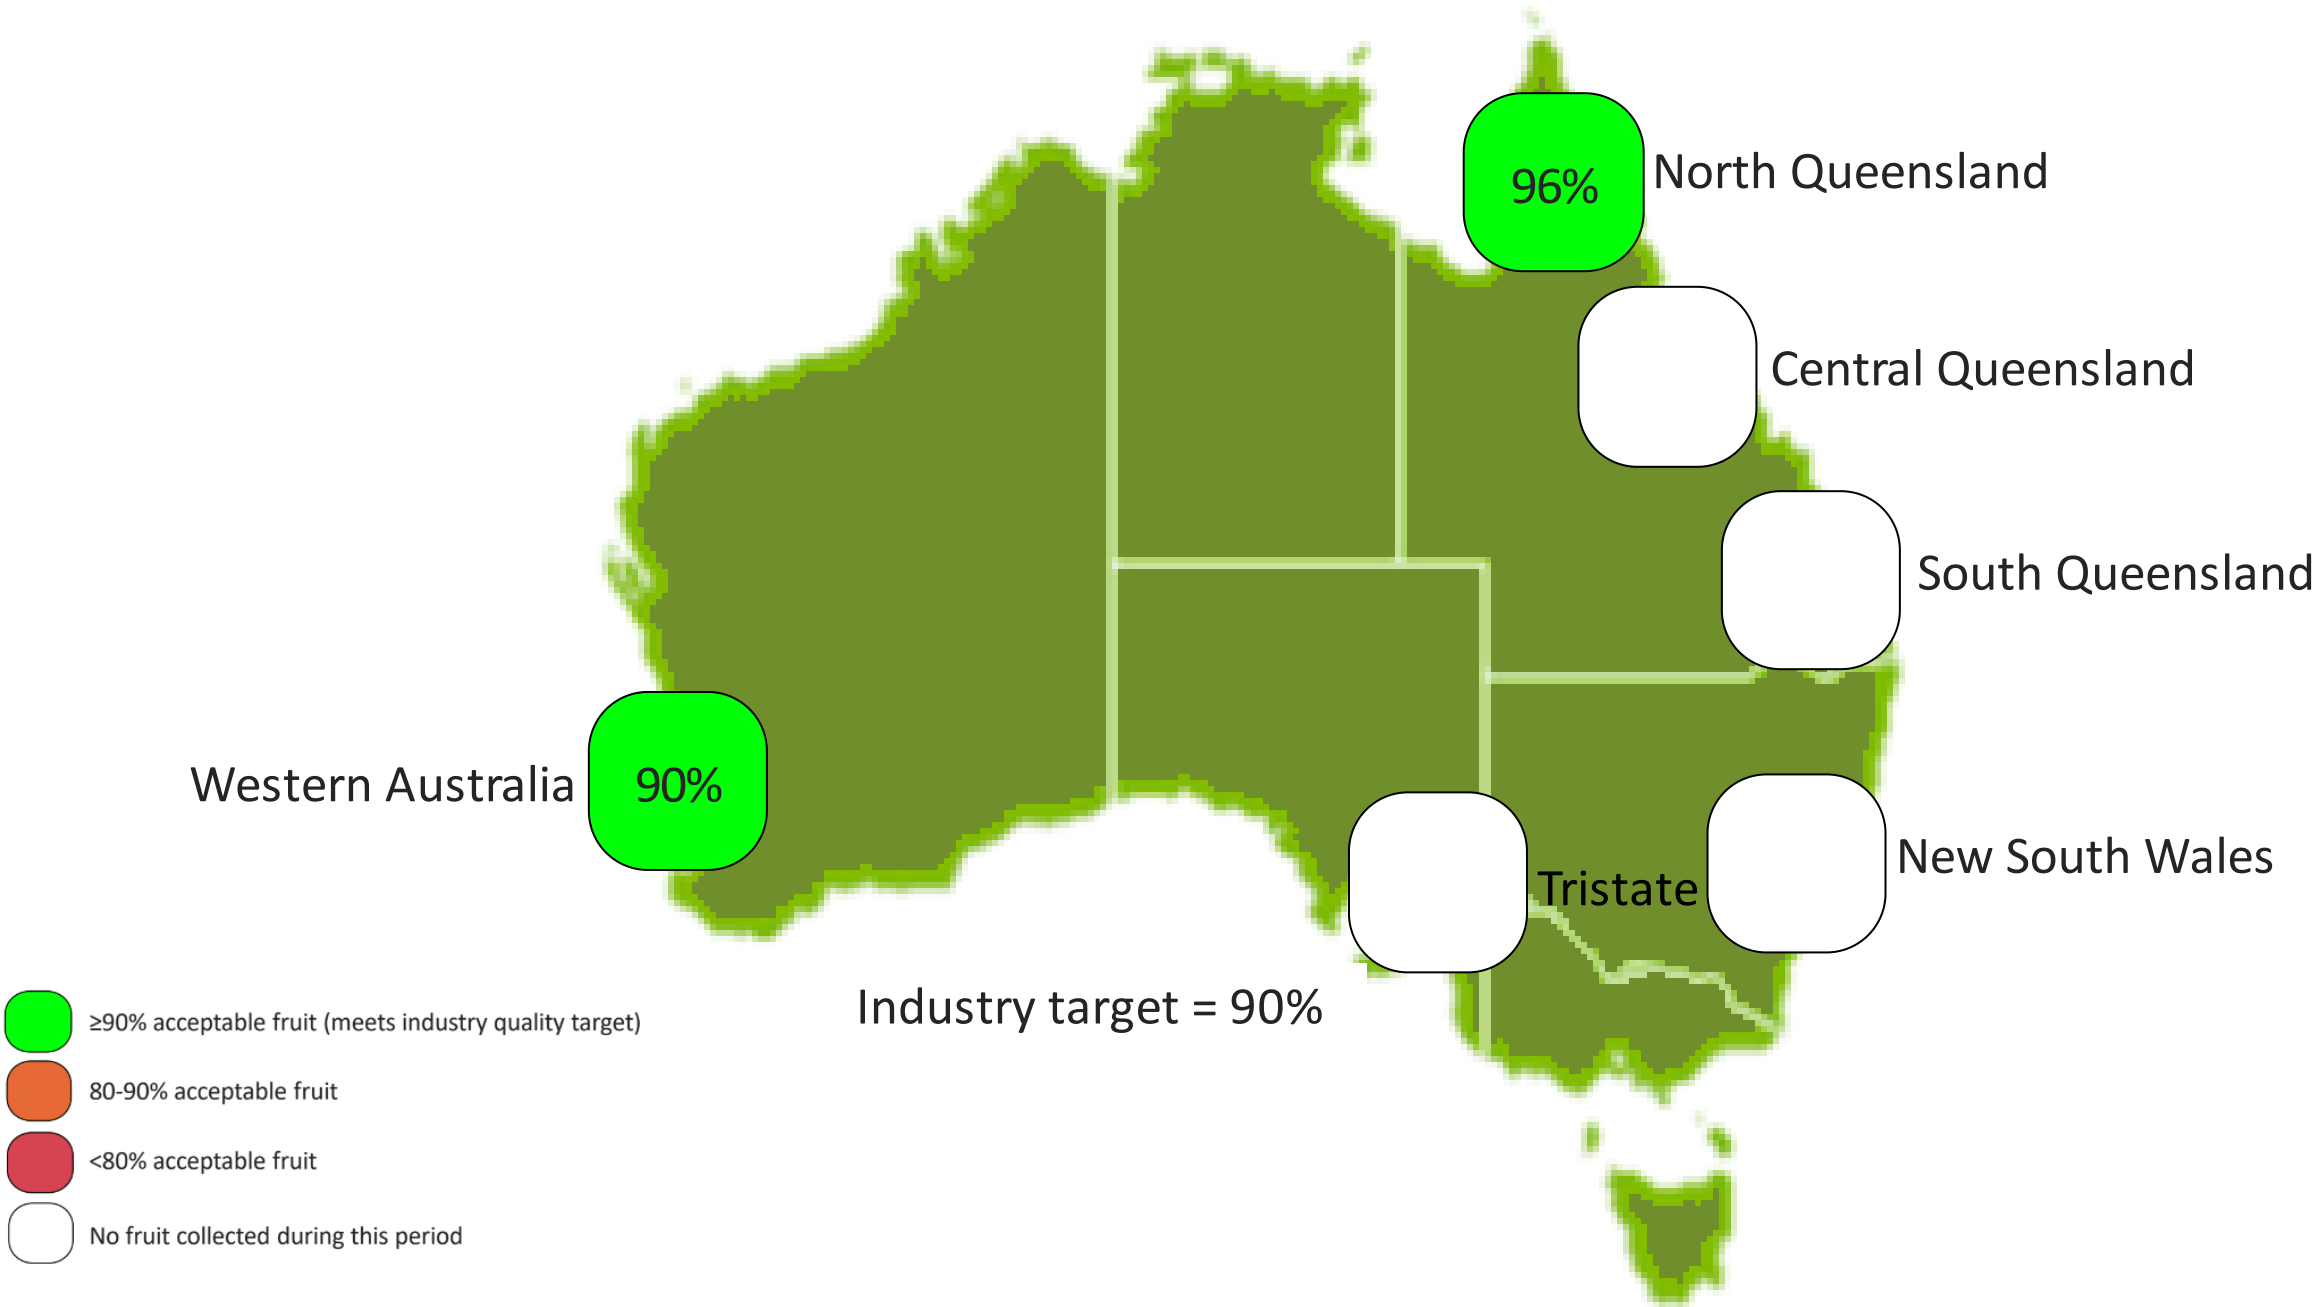 96%
North Queensland
Central Queensland
South Queensland
Western Australia
90%
New South Wales
Tristate
Industry target = 90%
≥90% acceptable fruit (meets industry quality target)
80-90% acceptable fruit
<80% acceptable fruit
No fruit collected during this period